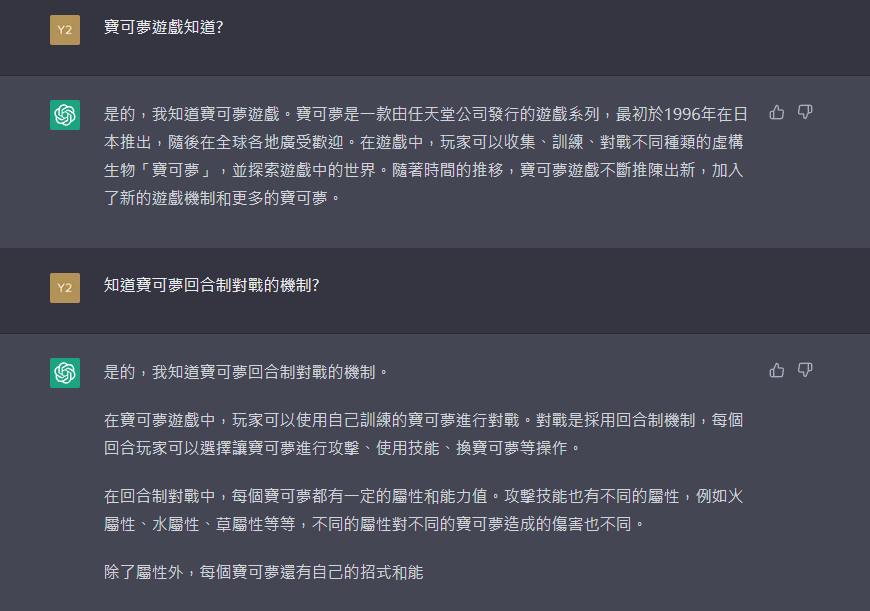 Y2
寶可夢遊戲知道?
是的，我知道寶可夢遊戲。寶可夢是一款由任天堂公司發行的遊戲系列，最初於1996年在日
本推出，隨後在全球各地廣受歡迎。在遊戲中，玩家可以收集、訓練、對戰不同種類的虛構
生物「寶可夢」，並探索遊戲中的世界。隨著時間的推移，寶可夢遊戲不斷推陳出新，加入
了新的遊戲機制和更多的寶可夢。
Y2
知道寶可夢回合制對戰的機制?
是的，我知道寶可夢回合制對戰的機制。
在寶可夢遊戲中，玩家可以使用自己訓練的寶可夢進行對戰。對戰是採用回合制機制，每個
回合玩家可以選擇讓寶可夢進行攻擊、使用技能、換寶可夢等操作。
在回合制對戰中，每個寶可夢都有一定的屬性和能力值。攻擊技能也有不同的屬性，例如火
屬性、水屬性、草屬性等等，不同的屬性對不同的寶可夢造成的傷害也不同。
除了屬性外，每個寶可夢還有自己的招式和能